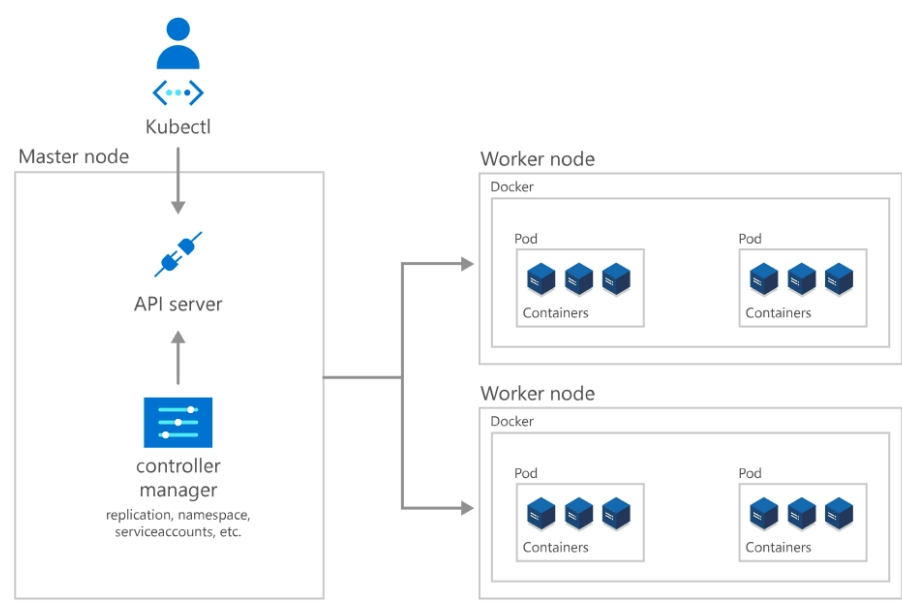 Kubectl
Master node
API server
controller
manager
replication, namespace,
serviceaccounts, etc.
Worker node
Docker
Pod
Containers
Pod
Containers
Worker node
Docker
Pod
Containers
Pod
Containers